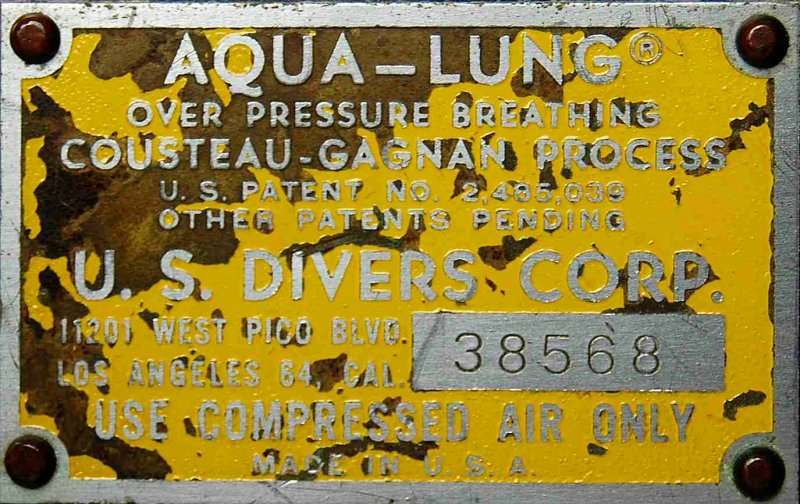 AQUA-LUNG®
OVER PRESSURE BREATHING
COUSTEAU-GAGNAN PROCESS
U. S. PATENT NO. 2,485,039
OTHER PATENTS PENDING
U. S. DIVERS CORP.
11201 WEST PICO BLVD.
LOS ANGELES 64, CAL.
38568
USE COMPRESSED AIR ONLY
MADE IN U. S. A.